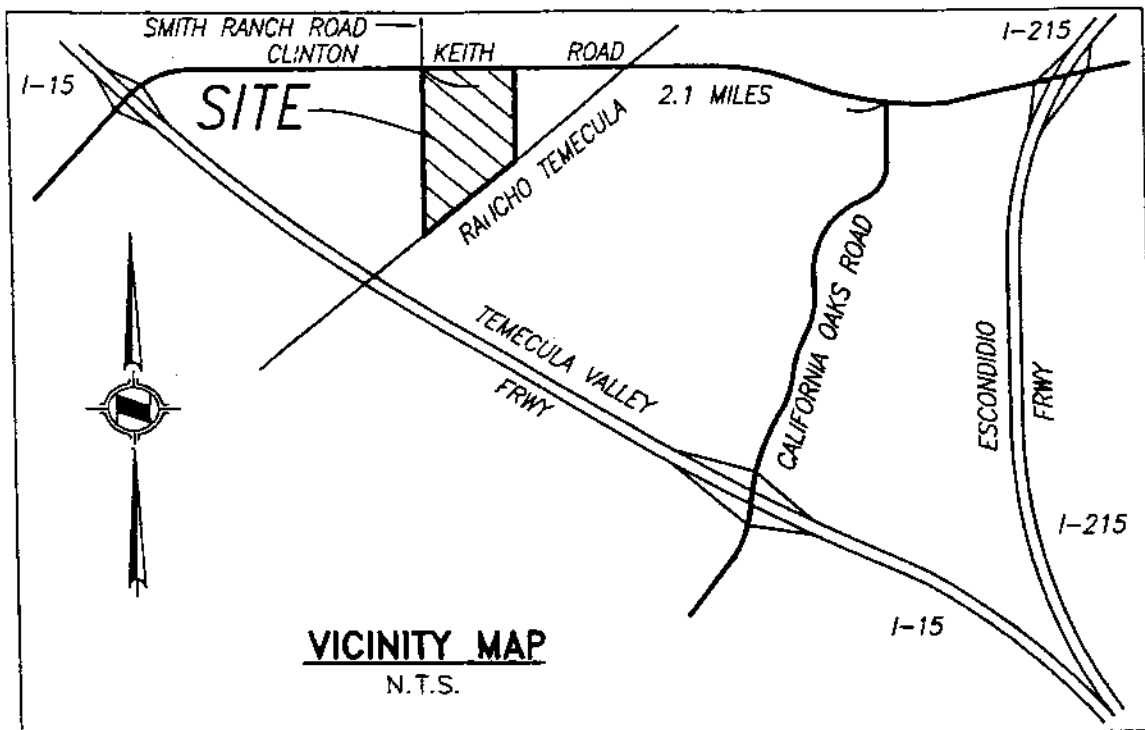 SMITH RANCH ROAD
I-215
CLINTON KEITH ROAD
I-15
2.1 MILES
SITE
RANCHO TEMECULA
CALIFORNIA OAKS ROAD
TEMECULA VALLEY
FRWY
ESCONDIDIO
FRWY
I-215
I-15
VICINITY MAP
N.T.S.